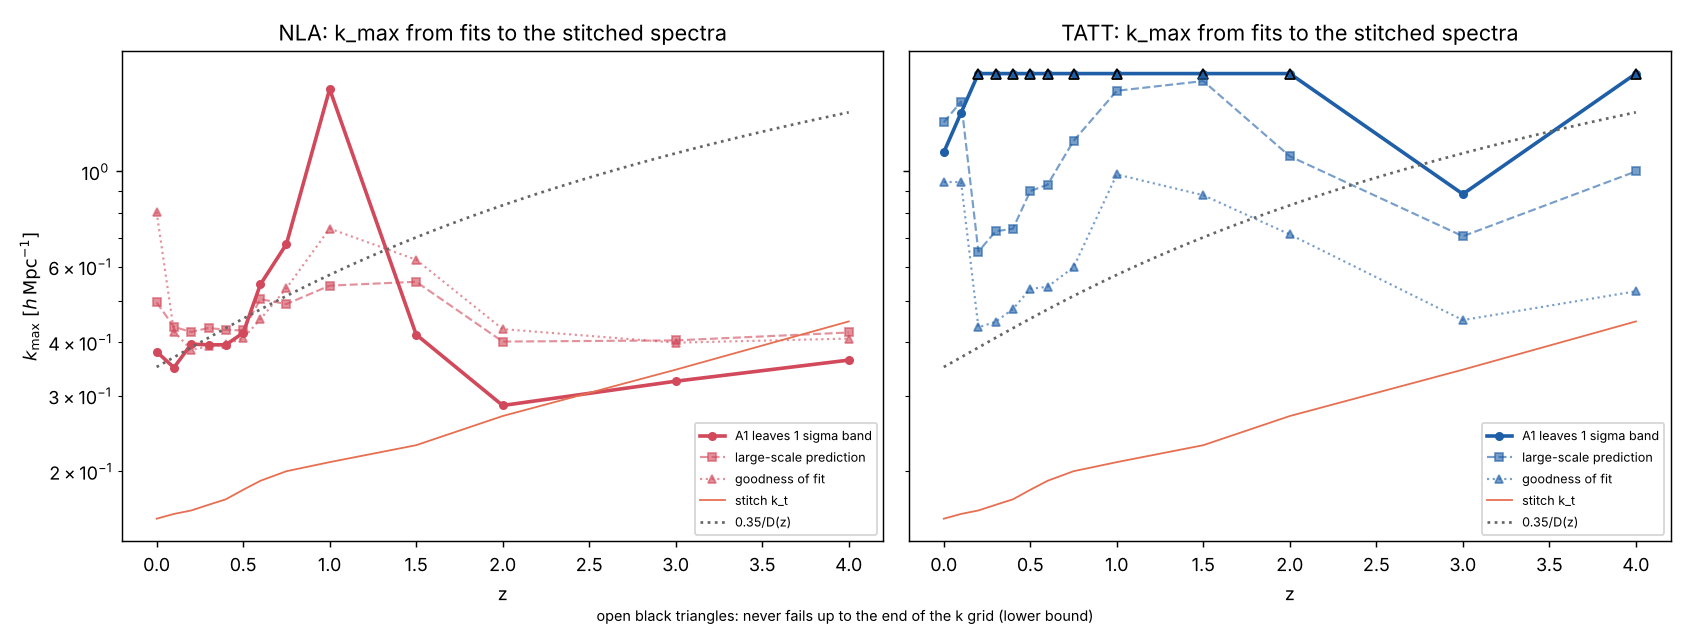 NLA: k_max from fits to the stitched spectra
TATT: k_max from fits to the stitched spectra
k_max [h Mpc⁻¹]
10⁰
6 × 10⁻¹
4 × 10⁻¹
3 × 10⁻¹
2 × 10⁻¹
A1 leaves 1 sigma band
large-scale prediction
goodness of fit
stitch k_t
0.35/D(z)
A1 leaves 1 sigma band
large-scale prediction
goodness of fit
stitch k_t
0.35/D(z)
0.0 0.5 1.0 1.5 2.0 2.5 3.0 3.5 4.0
0.0 0.5 1.0 1.5 2.0 2.5 3.0 3.5 4.0
z
z
open black triangles: never fails up to the end of the k grid (lower bound)